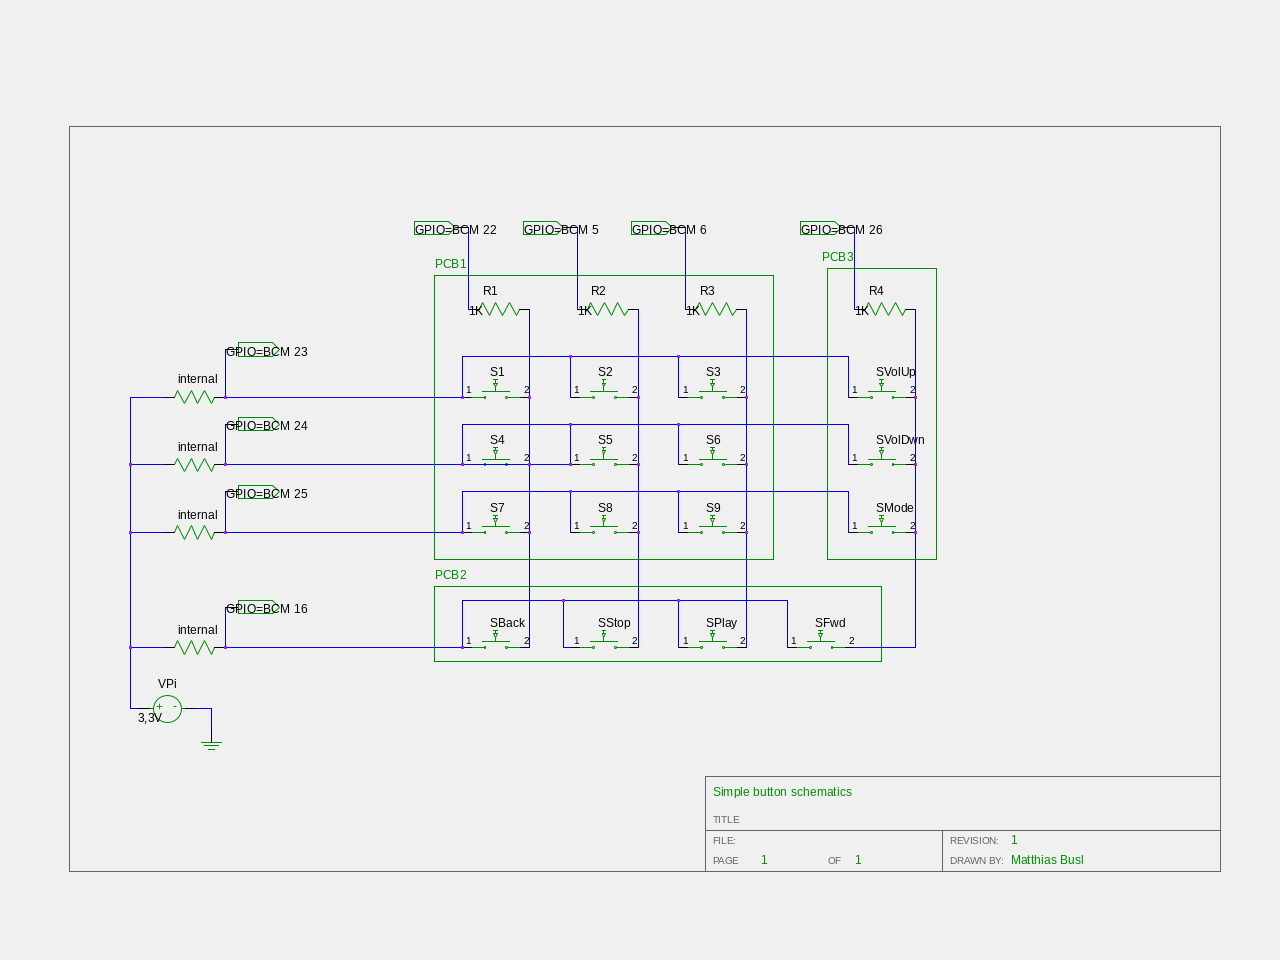 GPIO=BCM 22 GPIO=BCM 5 GPIO=BCM 6 GPIO=BCM 26
PCB1 PCB3
R1 R2 R3 R4
1K 1K 1K 1K
GPIO=BCM 23
internal S1 S2 S3 SVolUp
1 2 1 2 1 2 1 2
GPIO=BCM 24
internal S4 S5 S6 SVolDwn
1 2 1 2 1 2 1 2
GPIO=BCM 25
internal S7 S8 S9 SMode
1 2 1 2 1 2 1 2
PCB2
GPIO=BCM 16
internal SBack SStop SPlay SFwd
1 2 1 2 1 2 1 2
VPi
+ -
3,3V
Simple button schematics
TITLE
FILE: REVISION: 1
PAGE 1 OF 1 DRAWN BY: Matthias Busl